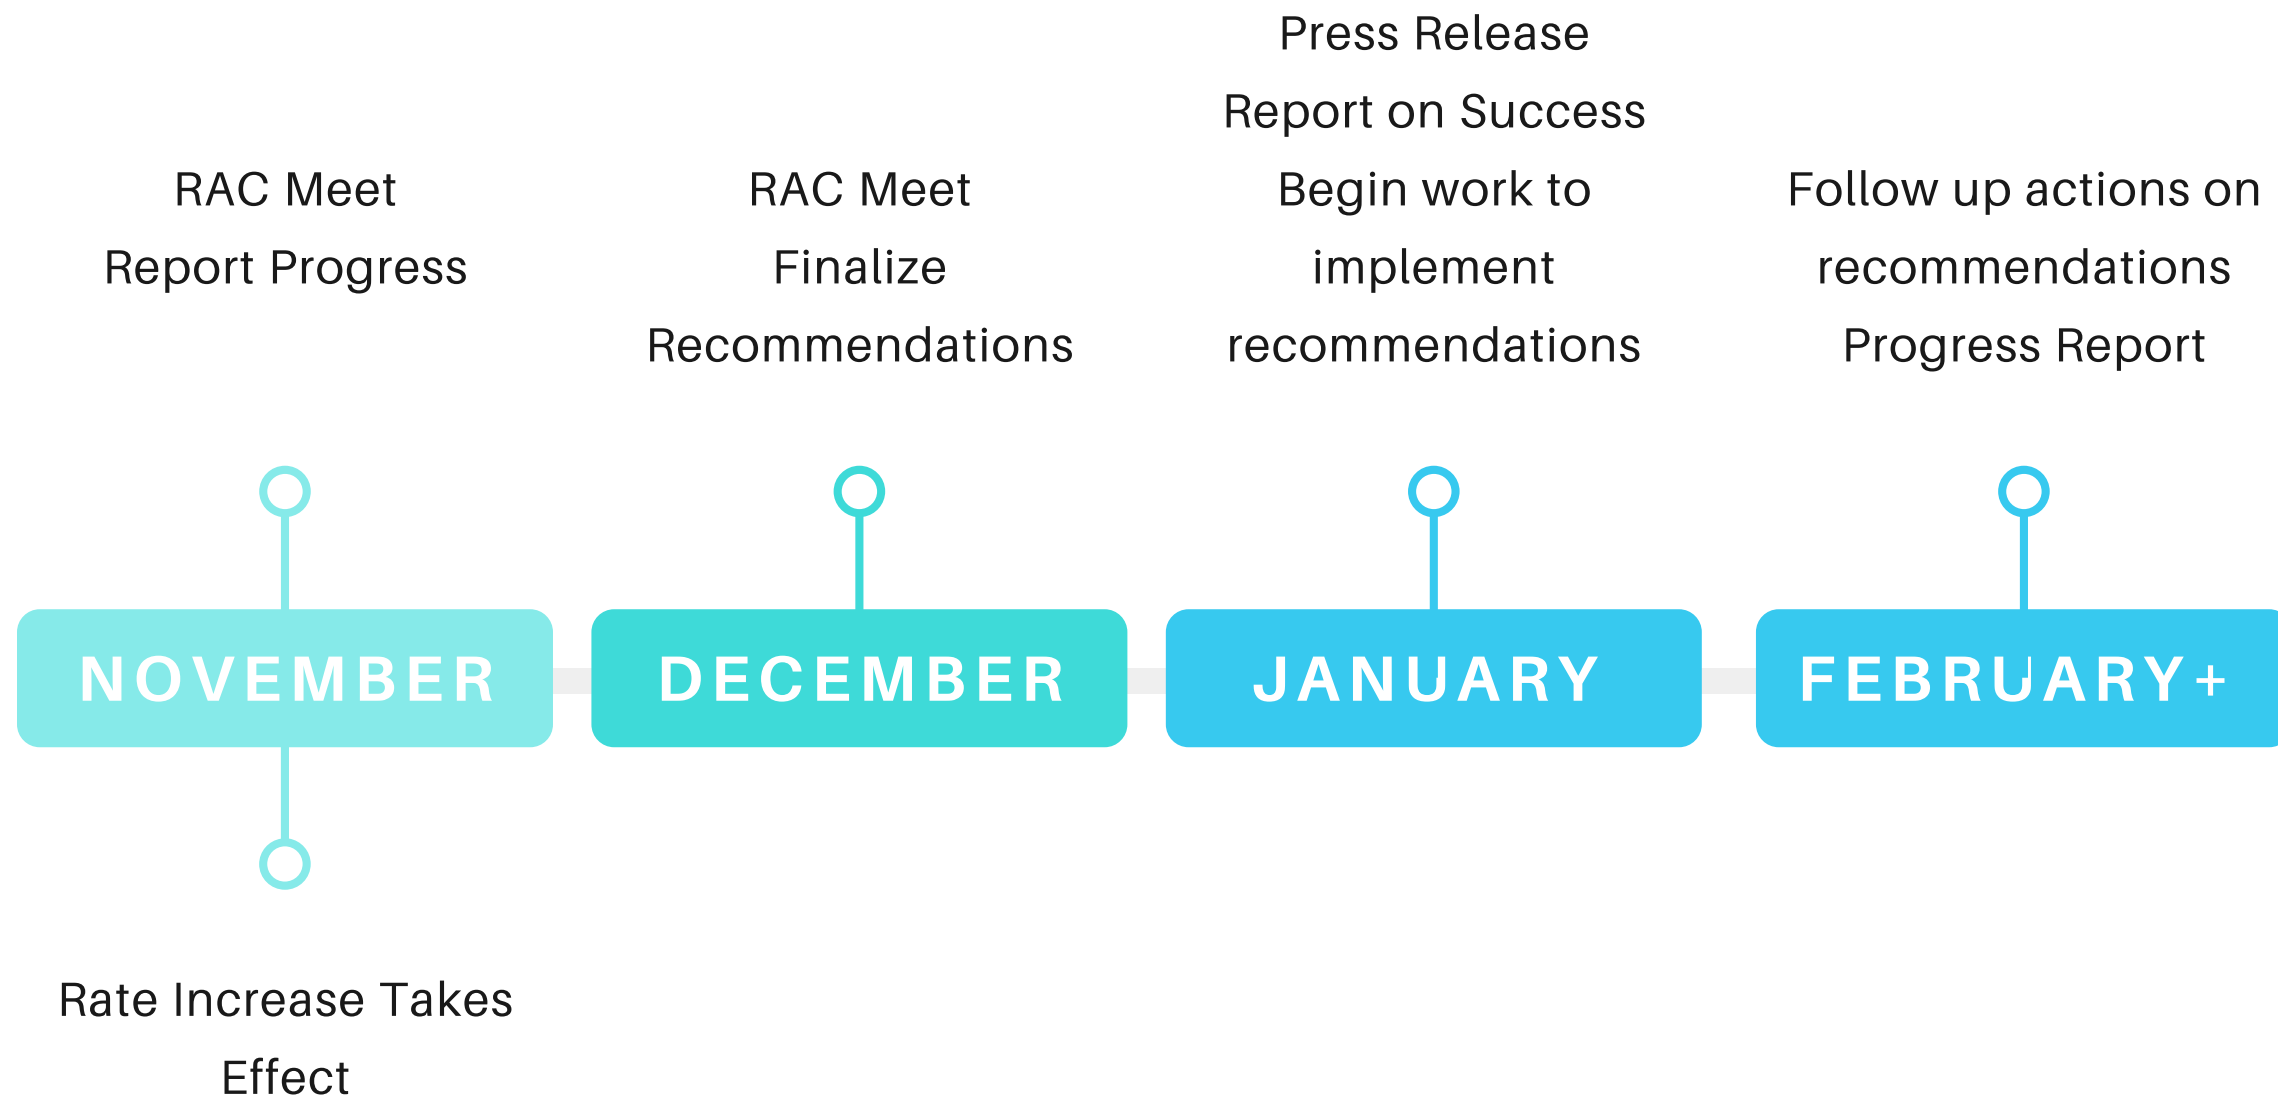 RAC Meet
Report Progress
RAC Meet
Finalize
Recommendations
Press Release
Report on Success
Begin work to
implement
recommendations
Follow up actions on
recommendations
Progress Report
NOVEMBER
DECEMBER
JANUARY
FEBRUARY+
Rate Increase Takes
Effect